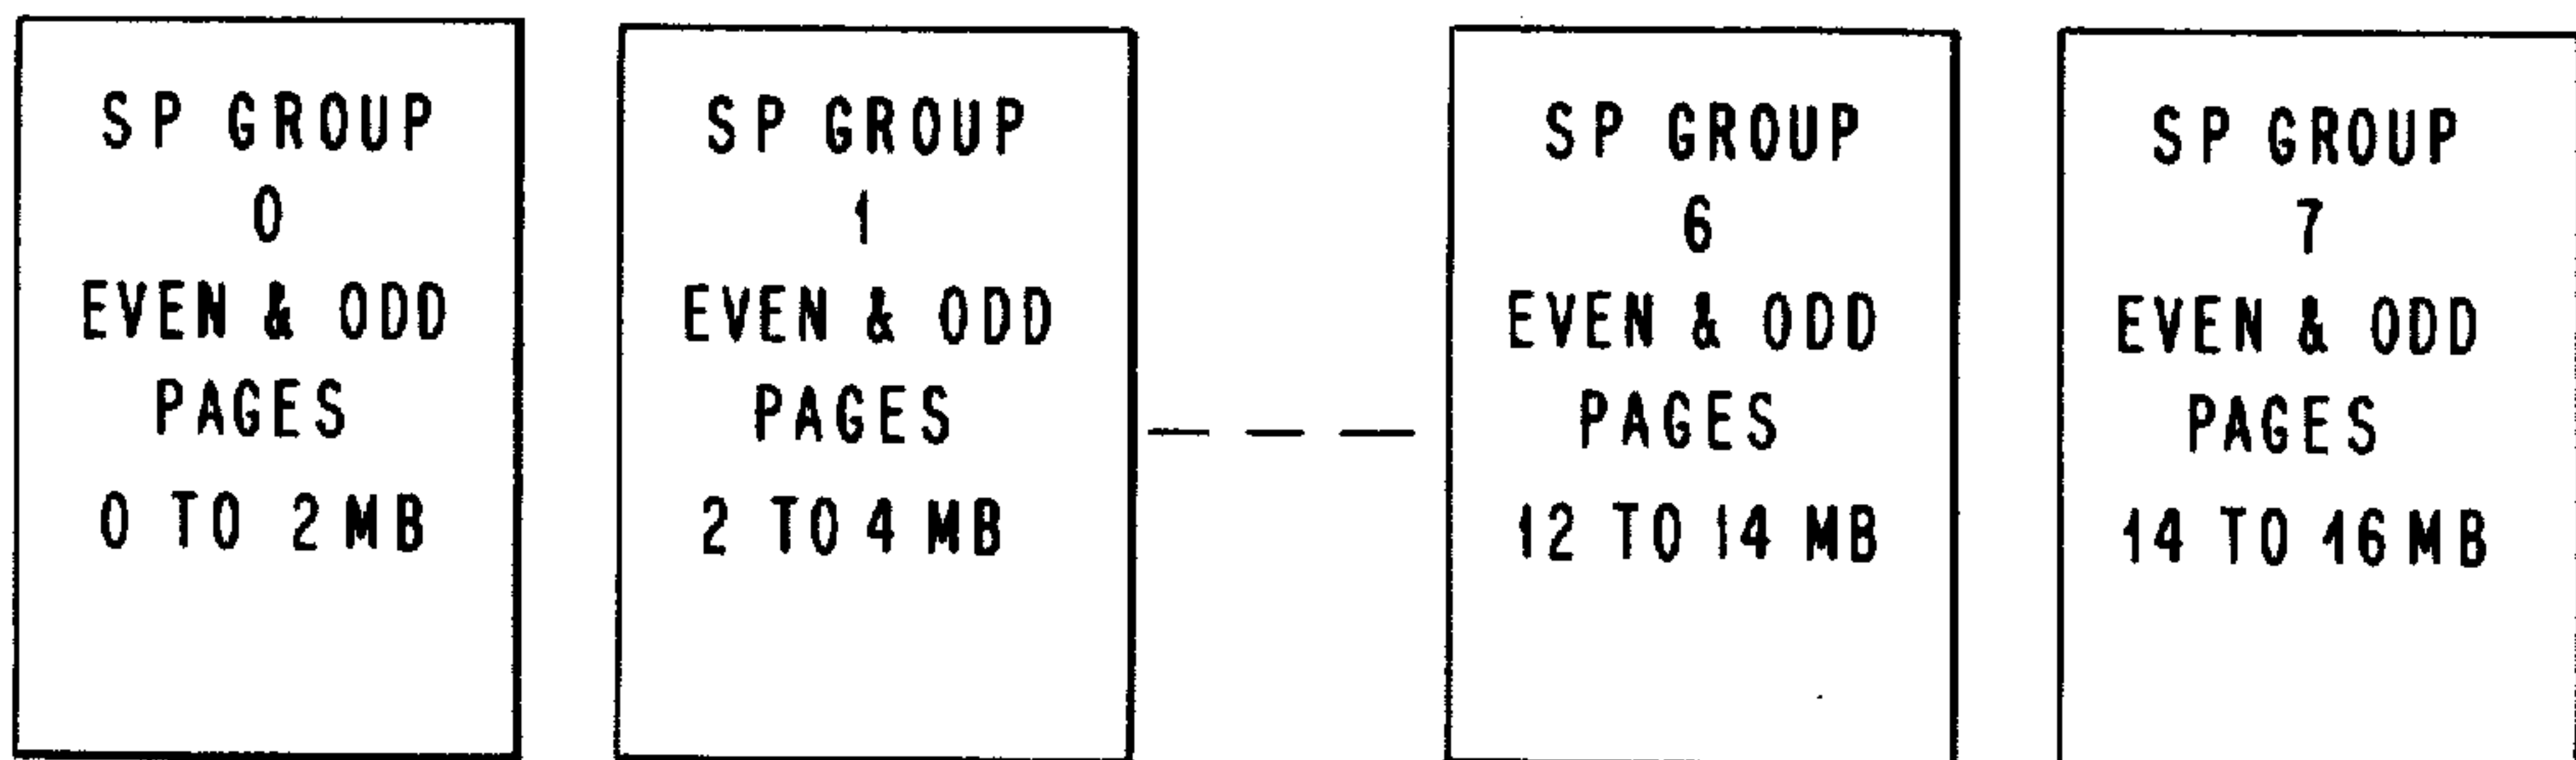 SP GROUP
0
EVEN & ODD
PAGES
0 TO 2 MB
SP GROUP
1
EVEN & ODD
PAGES
2 TO 4 MB
SP GROUP
6
EVEN & ODD
PAGES
12 TO 14 MB
SP GROUP
7
EVEN & ODD
PAGES
14 TO 16 MB